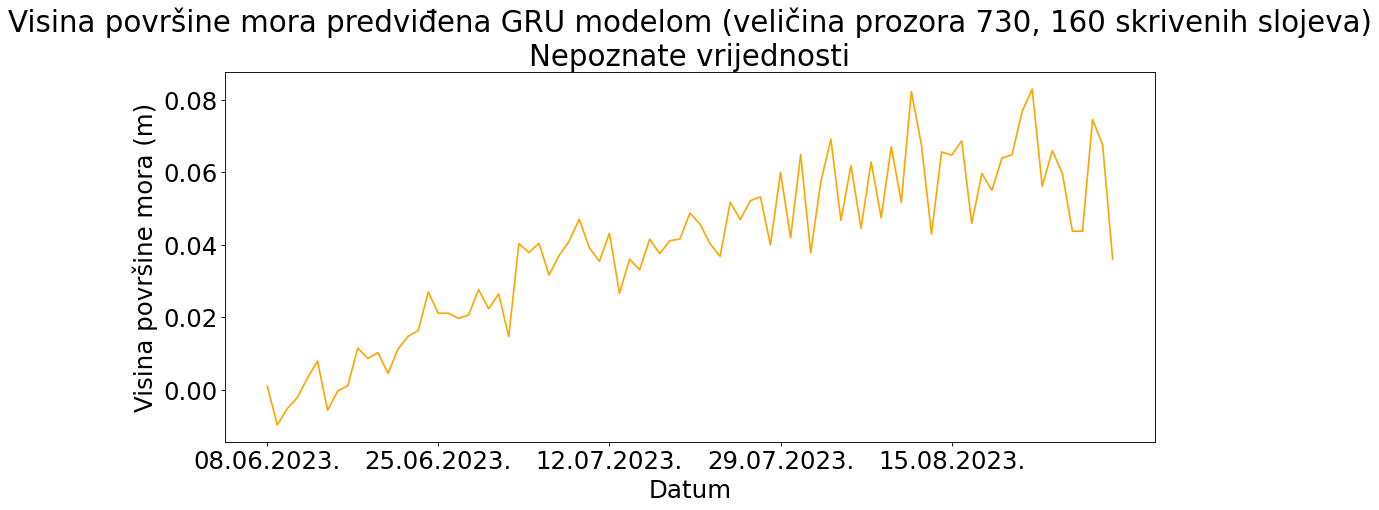 Visina površine mora predviđena GRU modelom (veličina prozora 730, 160 skrivenih slojeva)
Nepoznate vrijednosti
Visina površine mora (m)
0.08
0.06
0.04
0.02
0.00
08.06.2023. 25.06.2023. 12.07.2023. 29.07.2023. 15.08.2023.
Datum